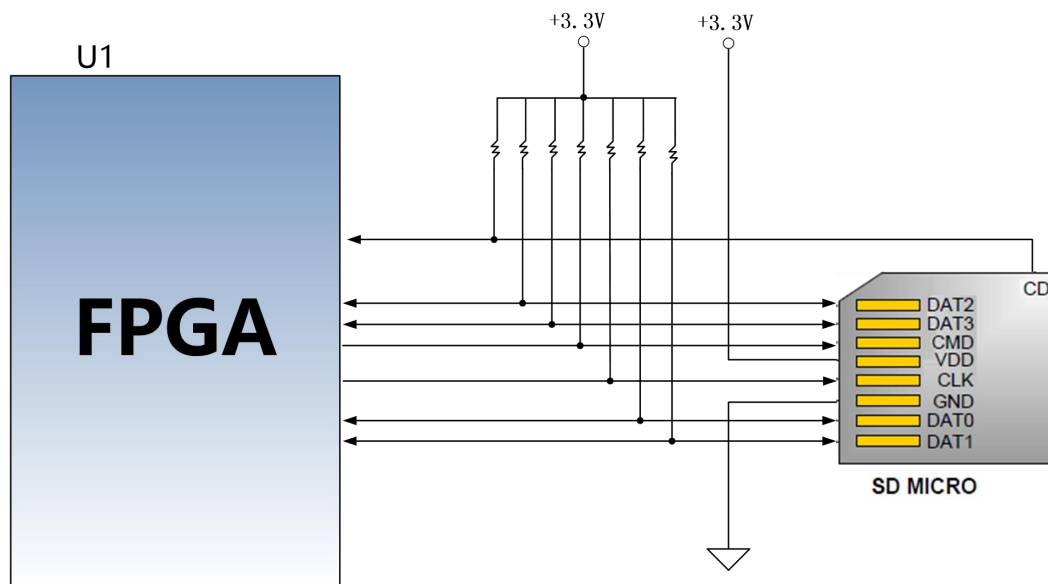 +3.3V
+3.3V
U1
FPGA
CD
DAT2
DAT3
CMD
VDD
CLK
GND
DAT0
DAT1
SD MICRO